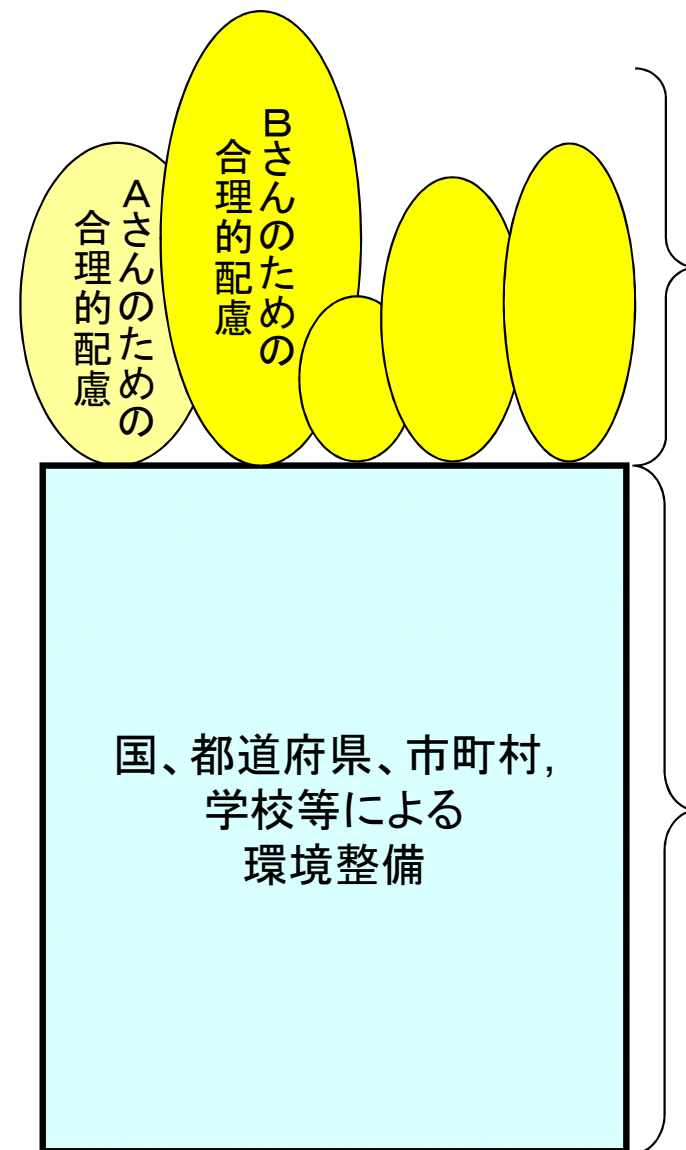 Aさんのための
合理的配慮
Bさんのための
合理的配慮
国、都道府県、市町村,
学校等による
環境整備